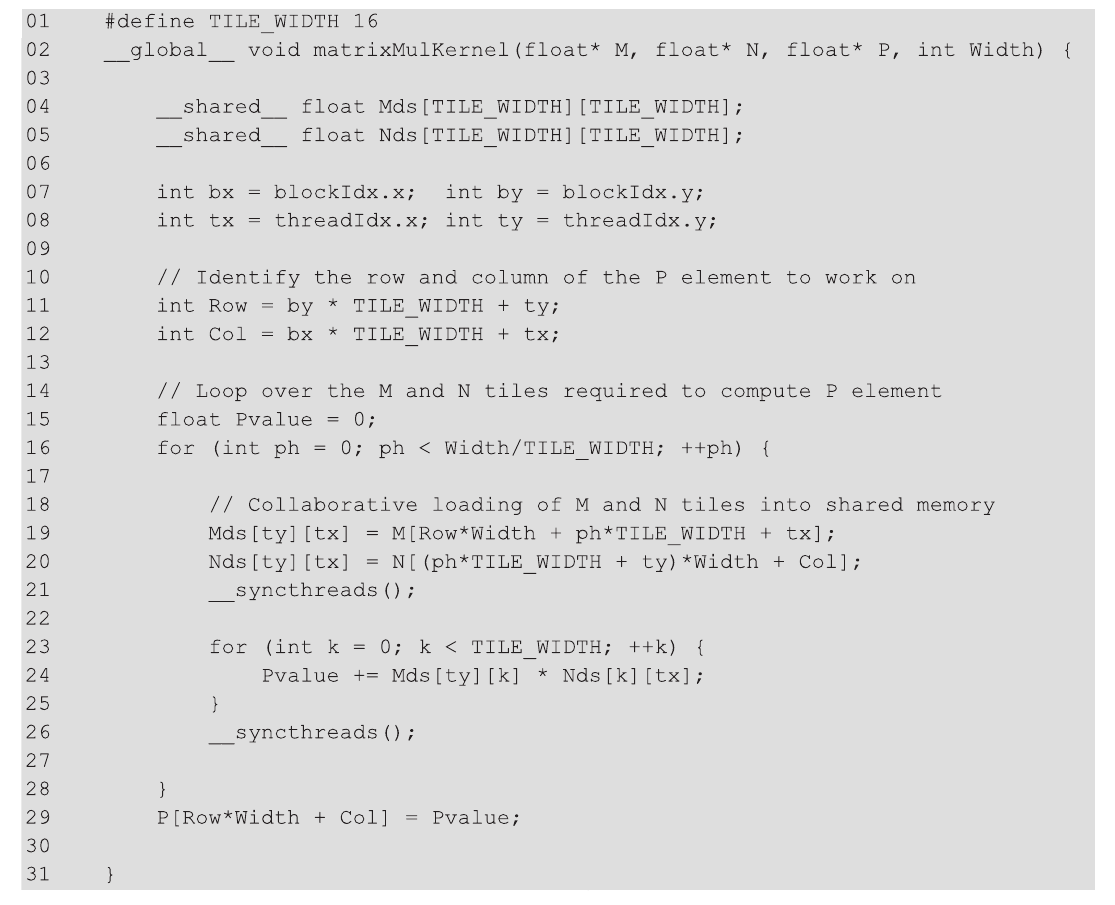 01 #define TILE_WIDTH 16
02 __global__ void matrixMulKernel(float* M, float* N, float* P, int Width) {
03
04     __shared__ float Mds[TILE_WIDTH][TILE_WIDTH];
05     __shared__ float Nds[TILE_WIDTH][TILE_WIDTH];
06
07     int bx = blockIdx.x;  int by = blockIdx.y;
08     int tx = threadIdx.x; int ty = threadIdx.y;
09
10     // Identify the row and column of the P element to work on
11     int Row = by * TILE_WIDTH + ty;
12     int Col = bx * TILE_WIDTH + tx;
13
14     // Loop over the M and N tiles required to compute P element
15     float Pvalue = 0;
16     for (int ph = 0; ph < Width/TILE_WIDTH; ++ph) {
17
18         // Collaborative loading of M and N tiles into shared memory
19         Mds[ty][tx] = M[Row*Width + ph*TILE_WIDTH + tx];
20         Nds[ty][tx] = N[(ph*TILE_WIDTH + ty)*Width + Col];
21         __syncthreads();
22
23         for (int k = 0; k < TILE_WIDTH; ++k) {
24             Pvalue += Mds[ty][k] * Nds[k][tx];
25         }
26         __syncthreads();
27
28     }
29     P[Row*Width + Col] = Pvalue;
30
31 }